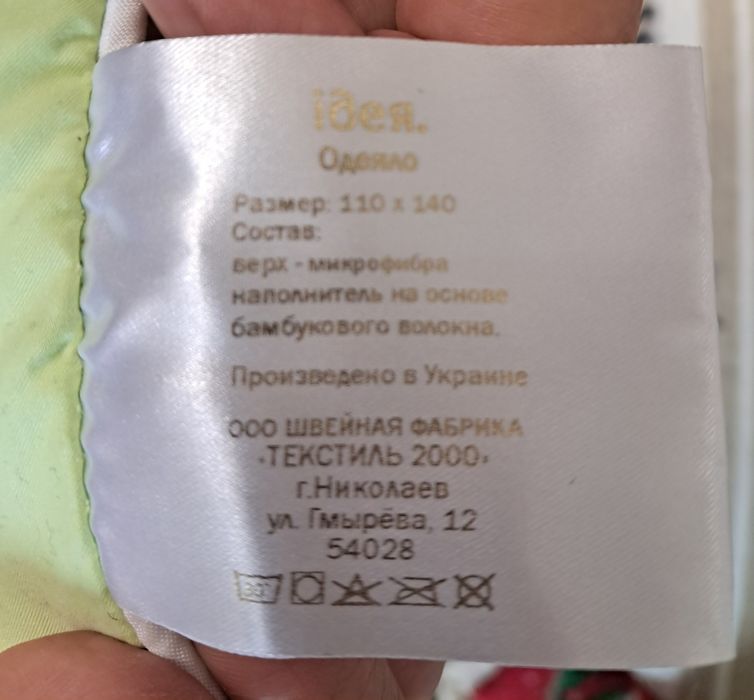 ідея.
Одеяло
Размер: 110 х 140
Состав:
верх - микрофибра
наполнитель на основе
бамбукового волокна.
Произведено в Украине
ООО ШВЕЙНАЯ ФАБРИКА
«ТЕКСТИЛЬ 2000»
г.Николаев
ул. Гмырёва, 12
54028
30°